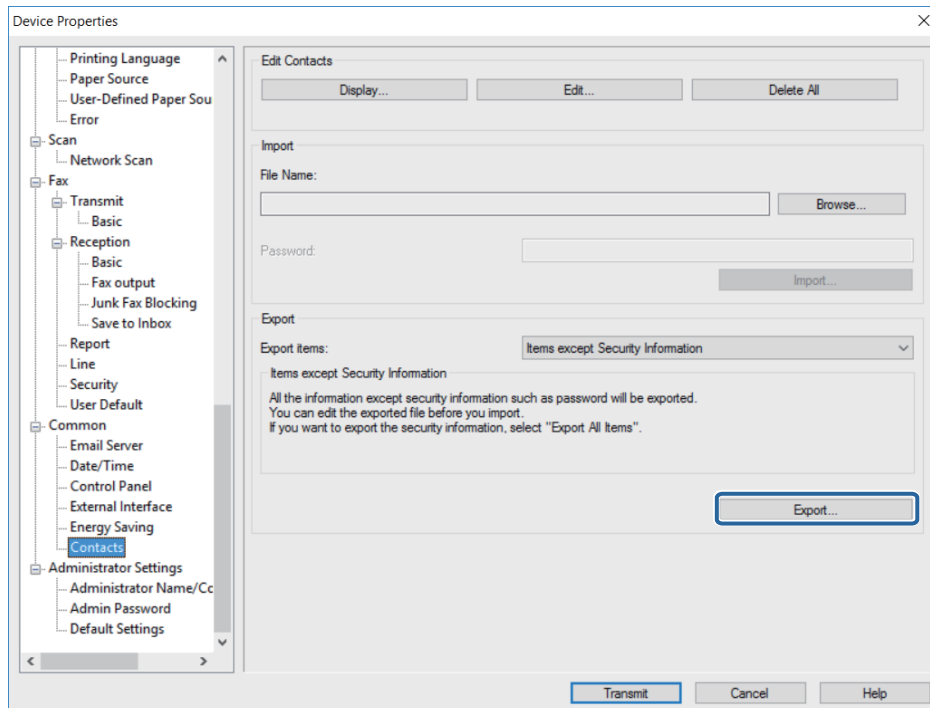 Device Properties
Printing Language
Paper Source
User-Defined Paper Sou
Error
Scan
Network Scan
Fax
Transmit
Basic
Reception
Basic
Fax output
Junk Fax Blocking
Save to Inbox
Report
Line
Security
User Default
Common
Email Server
Date/Time
Control Panel
External Interface
Energy Saving
Contacts
Administrator Settings
Administrator Name/Cc
Admin Password
Default Settings
Edit Contacts
Display... Edit... Delete All
Import
File Name:
Browse...
Password:
Import...
Export
Export items: Items except Security Information
Items except Security Information
All the information except security information such as password will be exported.
You can edit the exported file before you import.
If you want to export the security information, select "Export All Items".
Export...
Transmit Cancel Help